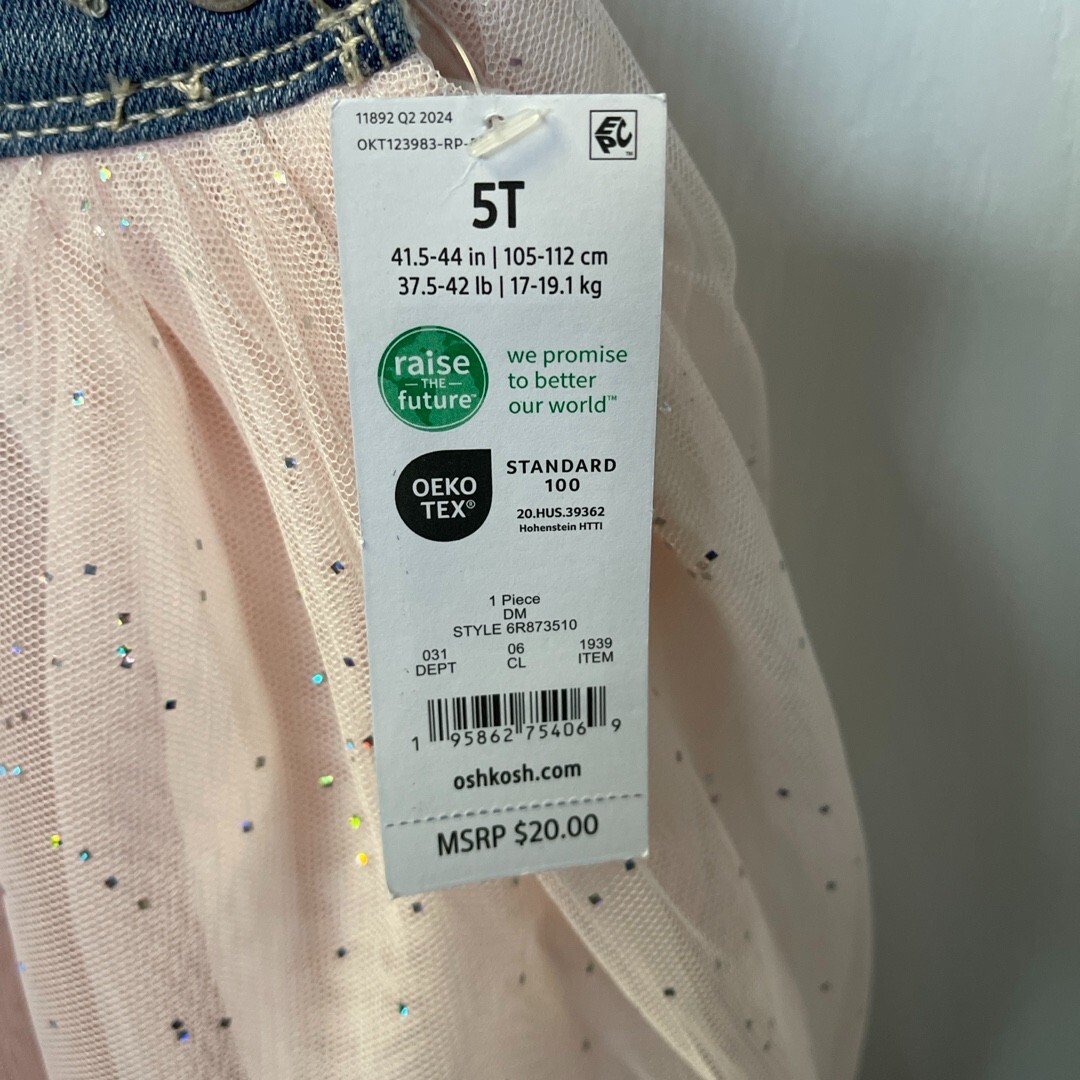 11892 Q2 2024
OKT123983-RP-
EPC™
5T
41.5-44 in | 105-112 cm
37.5-42 lb | 17-19.1 kg
raise
THE
future™
we promise
to better
our world™
OEKO
TEX®
STANDARD
100
20.HUS.39362
Hohenstein HTTI
1 Piece
DM
STYLE 6R873510
031 06 1939
DEPT CL ITEM
1 95862 75406 9
oshkosh.com
MSRP $20.00